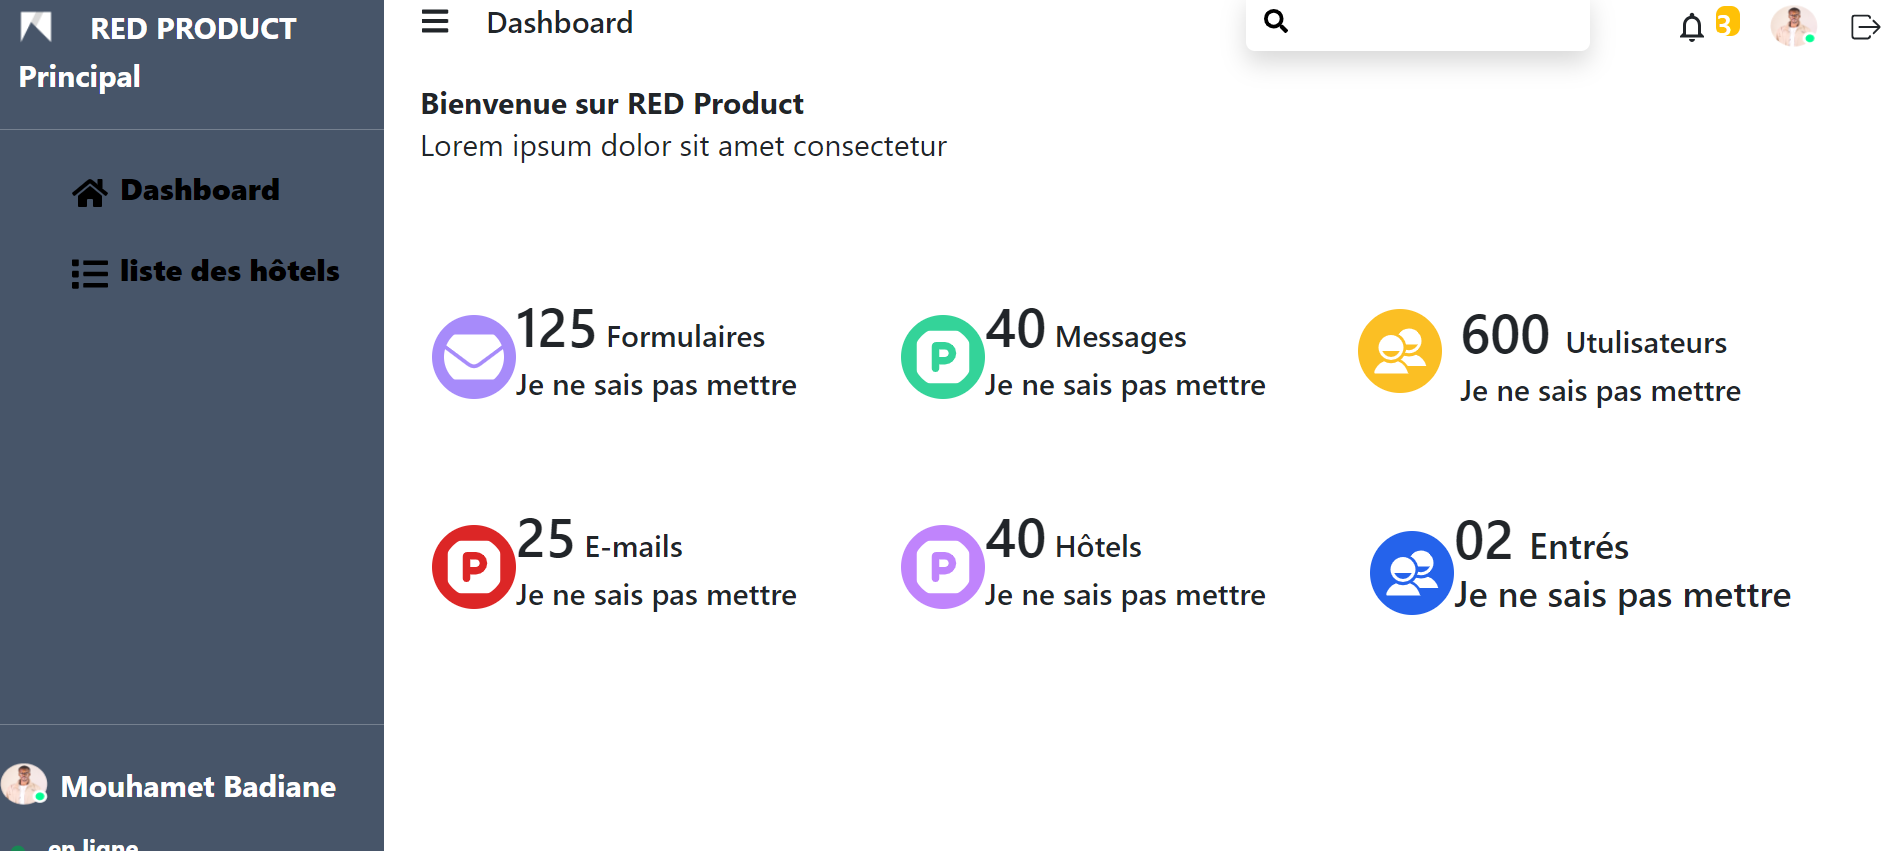 RED PRODUCT
Principal
Dashboard
liste des hôtels
Mouhamet Badiane
en ligne
Dashboard
3
Bienvenue sur RED Product
Lorem ipsum dolor sit amet consectetur
125 Formulaires
Je ne sais pas mettre
P
40 Messages
Je ne sais pas mettre
600 Utulisateurs
Je ne sais pas mettre
P
25 E-mails
Je ne sais pas mettre
P
40 Hôtels
Je ne sais pas mettre
02 Entrés
Je ne sais pas mettre